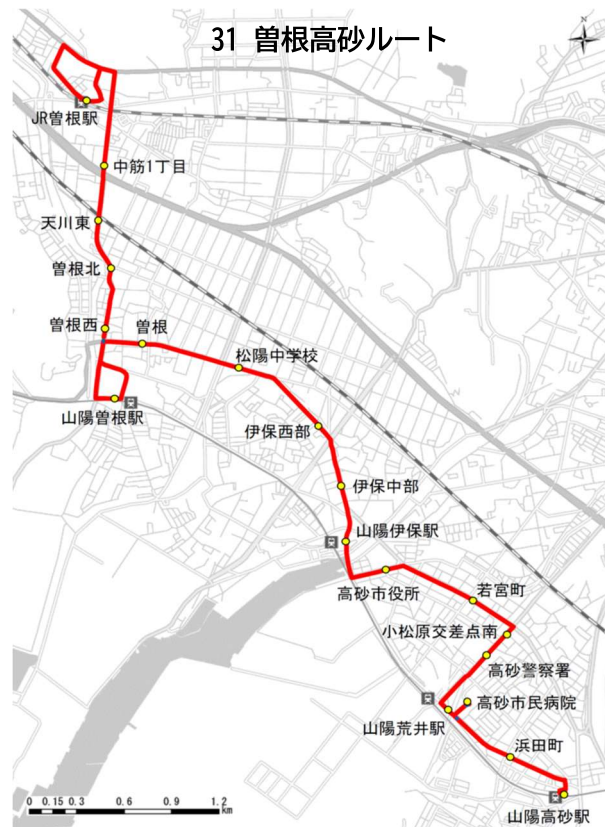 31 曽根高砂ルート
JR曽根駅
中筋1丁目
天川東
曽根北
曽根西
曽根
松陽中学校
山陽曽根駅
伊保西部
伊保中部
山陽伊保駅
高砂市役所
若宮町
小松原交差点南
高砂警察署
高砂市民病院
山陽荒井駅
浜田町
山陽高砂駅
0 0.15 0.3 0.6 0.9 1.2
km